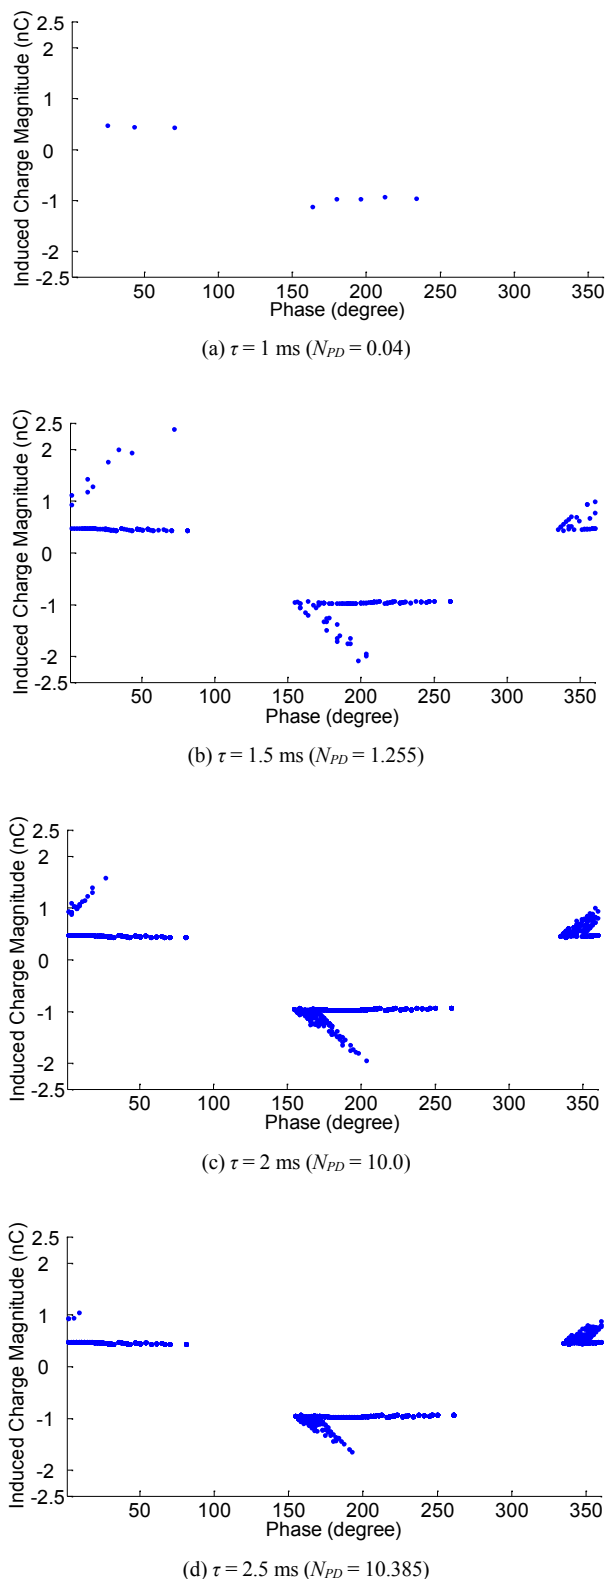 Induced Charge Magnitude (nC)
2.5
2
1
0
-1
-2
-2.5
50 100 150 200 250 300 350
Phase (degree)
(a) τ = 1 ms (NPD = 0.04)
Induced Charge Magnitude (nC)
2.5
2
1
0
-1
-2
-2.5
50 100 150 200 250 300 350
Phase (degree)
(b) τ = 1.5 ms (NPD = 1.255)
Induced Charge Magnitude (nC)
2.5
2
1
0
-1
-2
-2.5
50 100 150 200 250 300 350
Phase (degree)
(c) τ = 2 ms (NPD = 10.0)
Induced Charge Magnitude (nC)
2.5
2
1
0
-1
-2
-2.5
50 100 150 200 250 300 350
Phase (degree)
(d) τ = 2.5 ms (NPD = 10.385)